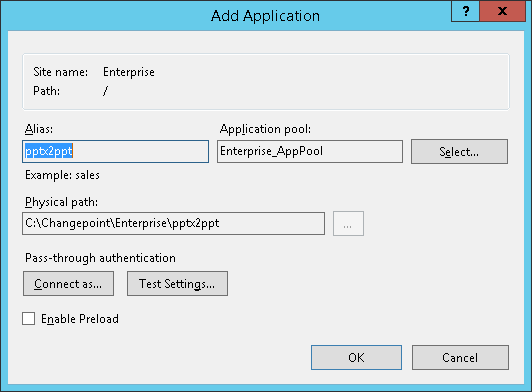 Add Application
? X
Site name: Enterprise
Path: /
Alias: Application pool:
pptx2ppt Enterprise_AppPool Select...
Example: sales
Physical path:
C:\Changepoint\Enterprise\pptx2ppt ...
Pass-through authentication
Connect as... Test Settings...
Enable Preload
OK Cancel